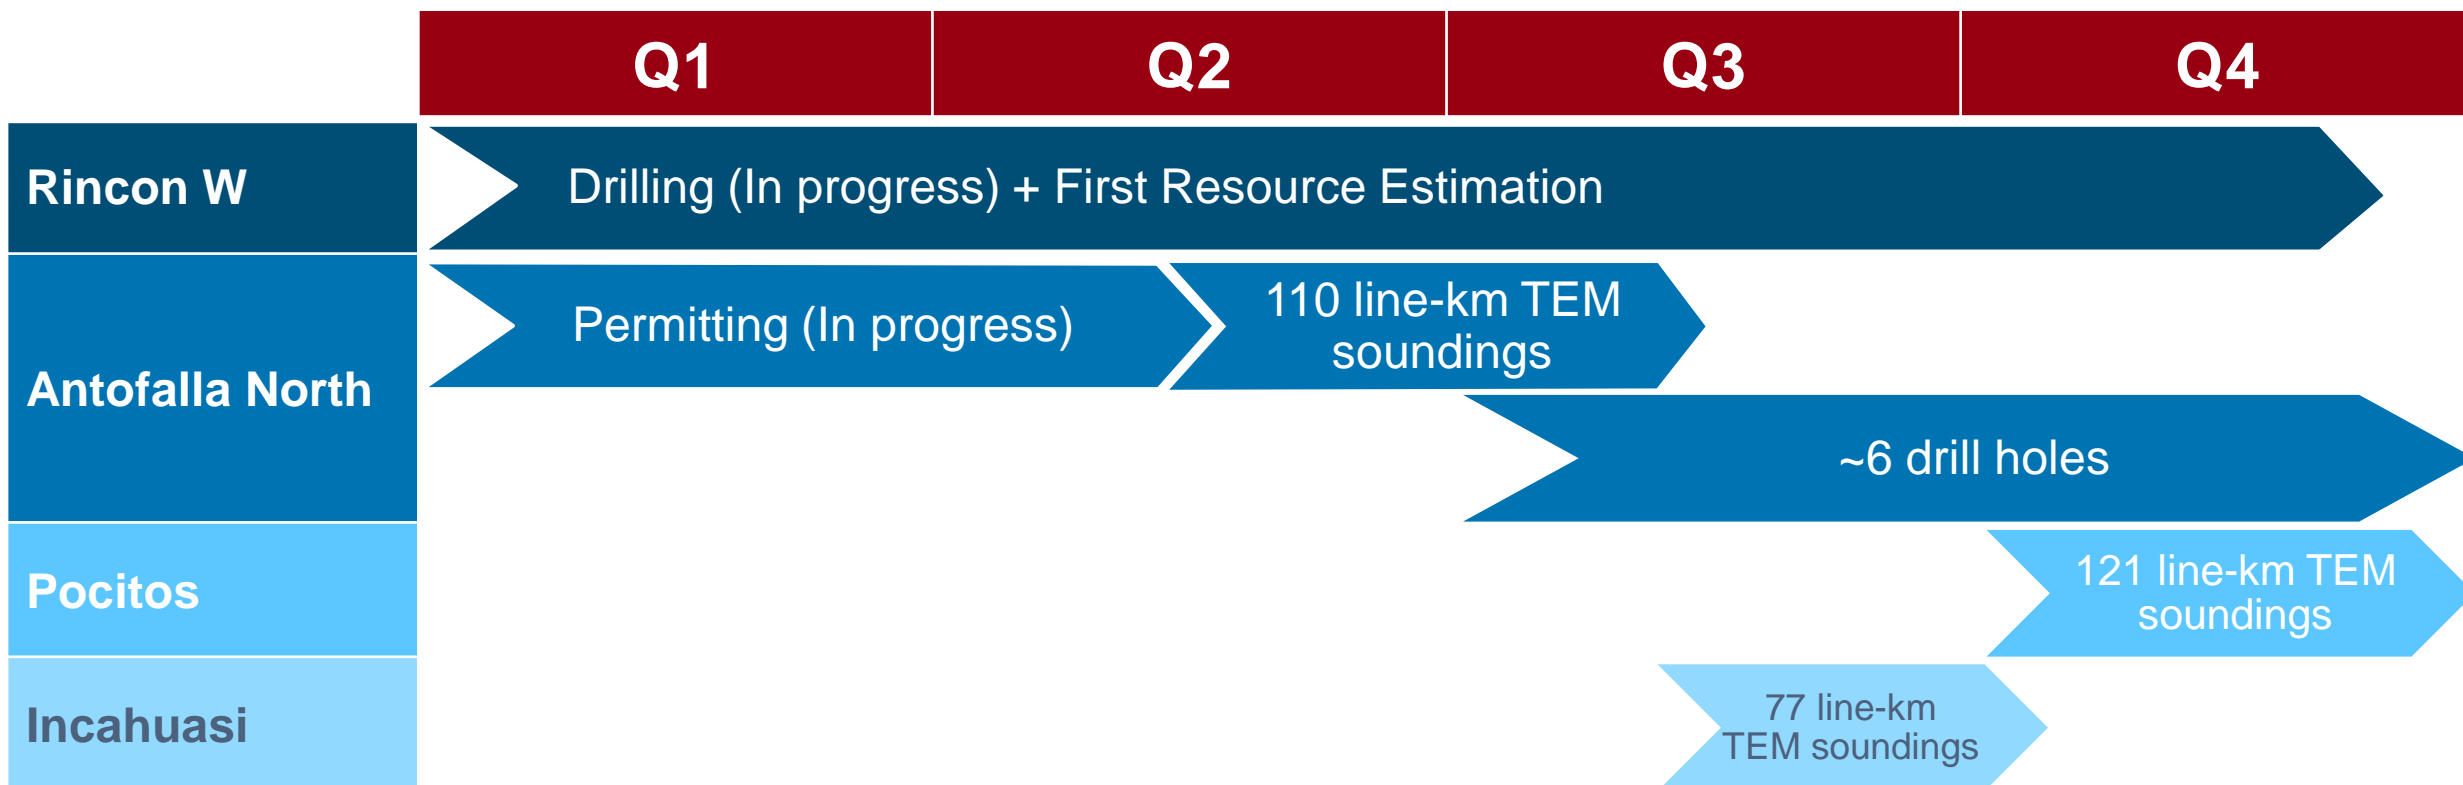 Q1
Q2
Q3
Q4
Rincon W
Drilling (In progress) + First Resource Estimation
Antofalla North
Permitting (In progress)
110 line-km TEM
soundings
~6 drill holes
Pocitos
121 line-km TEM
soundings
Incahuasi
77 line-km
TEM soundings